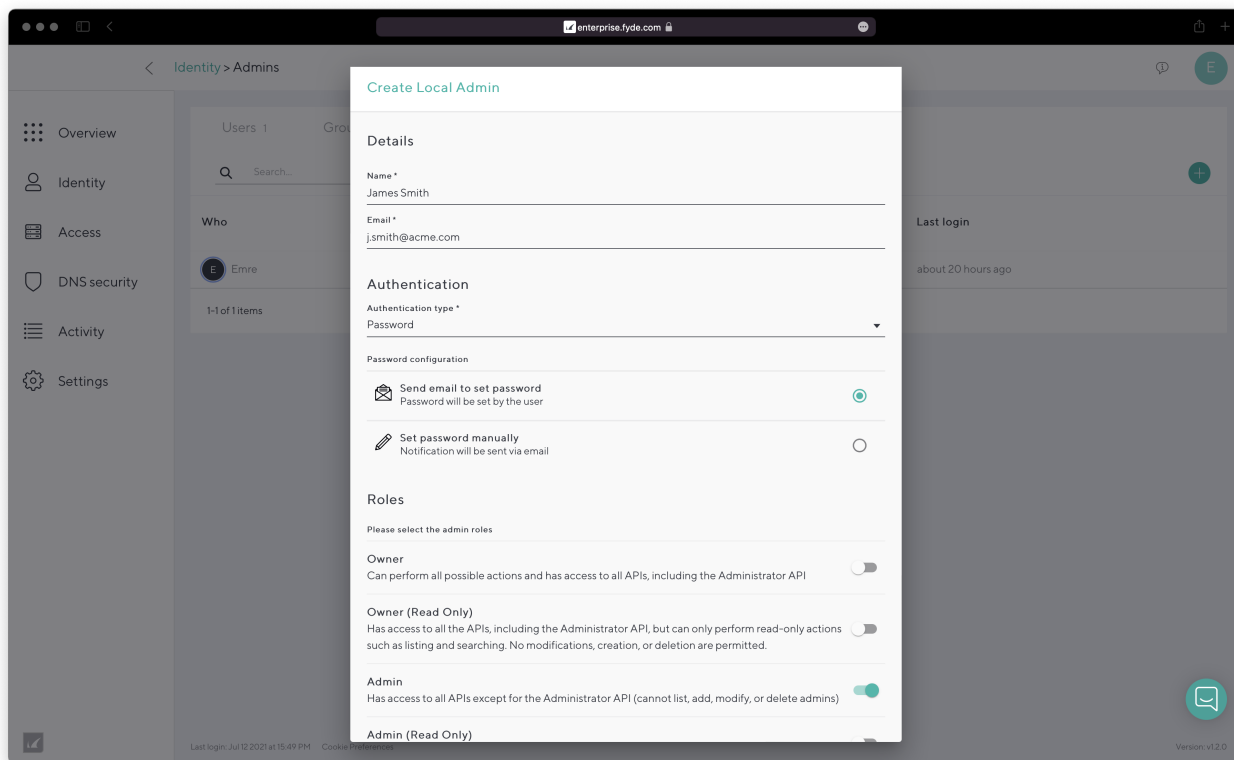 enterprise.fyde.com
Identity > Admins
E
Overview
Identity
Access
DNS security
Activity
Settings
Users 1
Search...
Who
Last login
E Emre
about 20 hours ago
1-1 of 1 items
Create Local Admin
Details
Name *
James Smith
Email *
j.smith@acme.com
Authentication
Authentication type *
Password
Password configuration
Send email to set password
Password will be set by the user
Set password manually
Notification will be sent via email
Roles
Please select the admin roles
Owner
Can perform all possible actions and has access to all APIs, including the Administrator API
Owner (Read Only)
Has access to all the APIs, including the Administrator API, but can only perform read-only actions
such as listing and searching. No modifications, creation, or deletion are permitted.
Admin
Has access to all APIs except for the Administrator API (cannot list, add, modify, or delete admins)
Admin (Read Only)
Last login: Jul 12 2021 at 15:49 PM Cookie Preferences
Version: v1.2.0